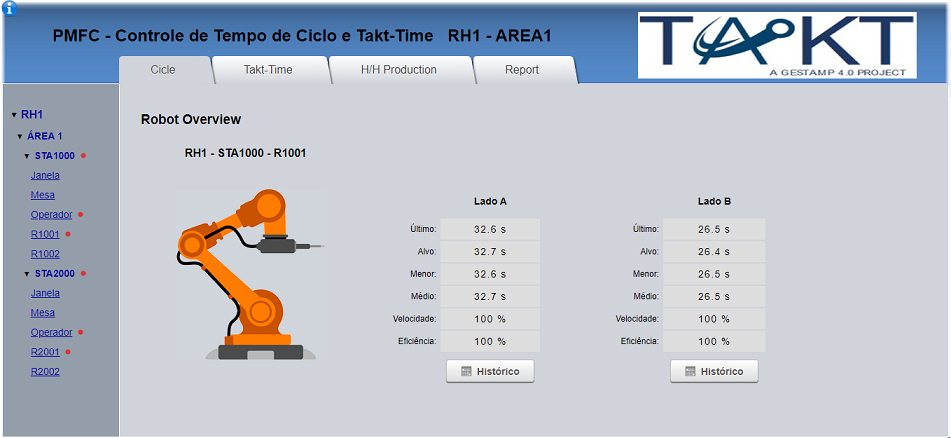 PMFC - Controle de Tempo de Ciclo e Takt-Time RH1 - AREA1
TAKT
A GESTAMP 4.0 PROJECT
Cicle
Takt-Time
H/H Production
Report
RH1
ÁREA 1
STA1000
Janela
Mesa
Operador
R1001
R1002
STA2000
Janela
Mesa
Operador
R2001
R2002
Robot Overview
RH1 - STA1000 - R1001
Lado A
Último: 32.6 s
Alvo: 32.7 s
Menor: 32.6 s
Médio: 32.7 s
Velocidade: 100 %
Eficiência: 100 %
Histórico
Lado B
Último: 26.5 s
Alvo: 26.4 s
Menor: 26.5 s
Médio: 26.5 s
Velocidade: 100 %
Eficiência: 100 %
Histórico